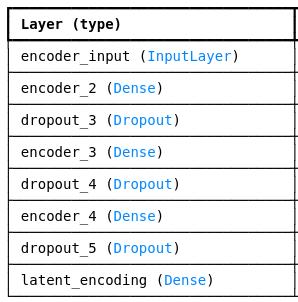 Layer (type)
encoder_input (InputLayer)
encoder_2 (Dense)
dropout_3 (Dropout)
encoder_3 (Dense)
dropout_4 (Dropout)
encoder_4 (Dense)
dropout_5 (Dropout)
latent_encoding (Dense)